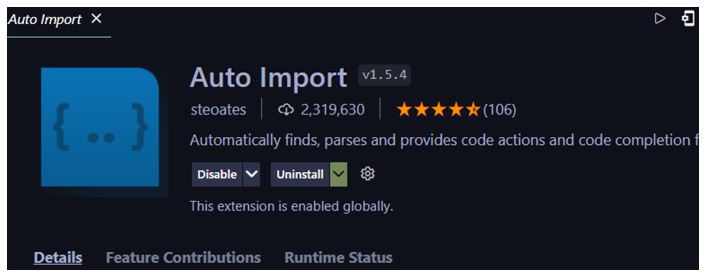 Auto Import
Auto Import v1.5.4
steoates 2,319,630 (106)
Automatically finds, parses and provides code actions and code completion f
Disable Uninstall
This extension is enabled globally.
Details Feature Contributions Runtime Status